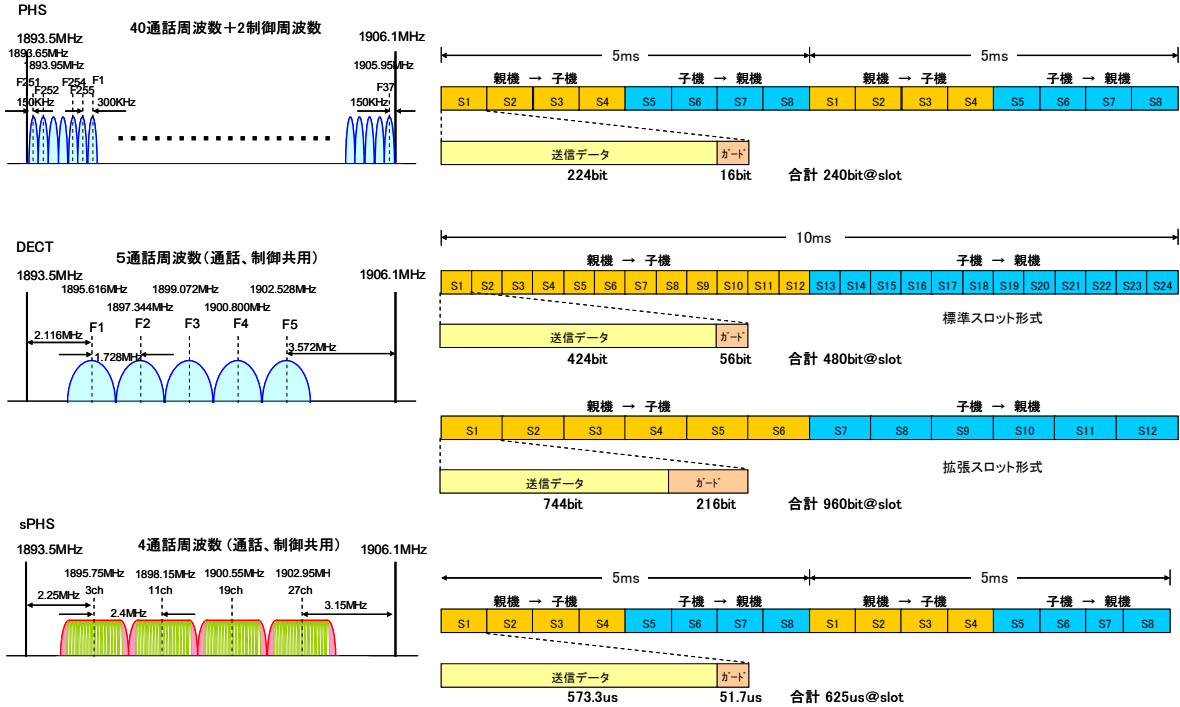 PHS
40通話周波数＋2制御周波数
1893.5MHz
1906.1MHz
1893.65MHz
1893.95MHz
1905.95MHz
F251
F252
F254
F255
F1
F37
150KHz
300KHz
150KHz
5ms
5ms
親機 → 子機
子機 → 親機
親機 → 子機
子機 → 親機
S1 S2 S3 S4 S5 S6 S7 S8 S1 S2 S3 S4 S5 S6 S7 S8
送信データ
ｶﾞｰﾄﾞ
224bit
16bit
合計 240bit@slot
DECT
5通話周波数（通話、制御共用）
1893.5MHz
1906.1MHz
1895.616MHz
1899.072MHz
1902.528MHz
1897.344MHz
1900.800MHz
F1 F2 F3 F4 F5
2.116MHz
1.728MHz
3.572MHz
10ms
親機 → 子機
子機 → 親機
S1 S2 S3 S4 S5 S6 S7 S8 S9 S10 S11 S12 S13 S14 S15 S16 S17 S18 S19 S20 S21 S22 S23 S24
標準スロット形式
送信データ
ｶﾞｰﾄﾞ
424bit
56bit
合計 480bit@slot
親機 → 子機
子機 → 親機
S1 S2 S3 S4 S5 S6 S7 S8 S9 S10 S11 S12
拡張スロット形式
送信データ
ｶﾞｰﾄﾞ
744bit
216bit
合計 960bit@slot
sPHS
4通話周波数（通話、制御共用）
1893.5MHz
1906.1MHz
1895.75MHz
1898.15MHz
1900.55MHz
1902.95MH
3ch
11ch
19ch
27ch
2.25MHz
2.4MHz
3.15MHz
5ms
5ms
親機 → 子機
子機 → 親機
親機 → 子機
子機 → 親機
S1 S2 S3 S4 S5 S6 S7 S8 S1 S2 S3 S4 S5 S6 S7 S8
送信データ
ｶﾞｰﾄﾞ
573.3us
51.7us
合計 625us@slot